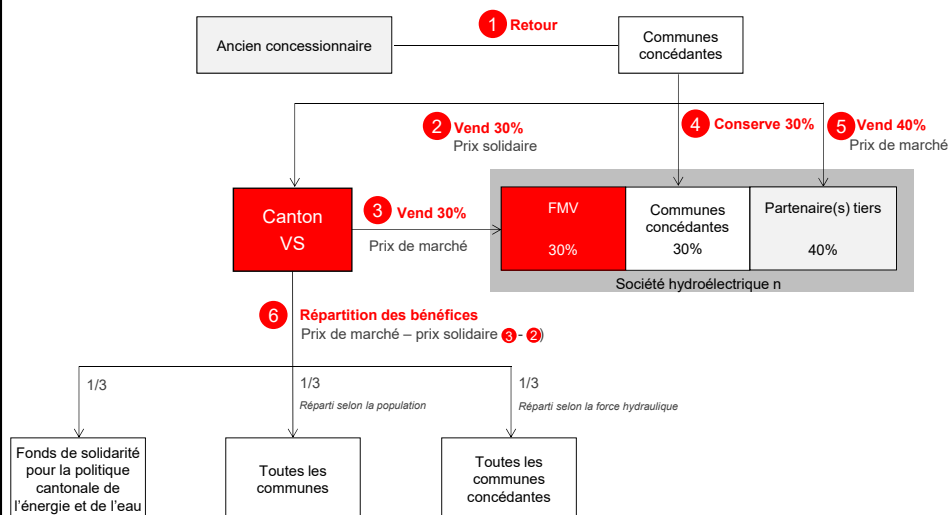 1 Retour
Ancien concessionnaire
Communes
concédantes
2 Vend 30%
Prix solidaire
4 Conserve 30%
5 Vend 40%
Prix de marché
Canton
VS
3 Vend 30%
Prix de marché
FMV
30%
Communes
concédantes
30%
Partenaire(s) tiers
40%
Société hydroélectrique n
6 Répartition des bénéfices
Prix de marché – prix solidaire 3 - 2)
1/3
1/3
Réparti selon la population
1/3
Réparti selon la force hydraulique
Fonds de solidarité
pour la politique
cantonale de
l'énergie et de l'eau
Toutes les
communes
Toutes les
communes
concédantes